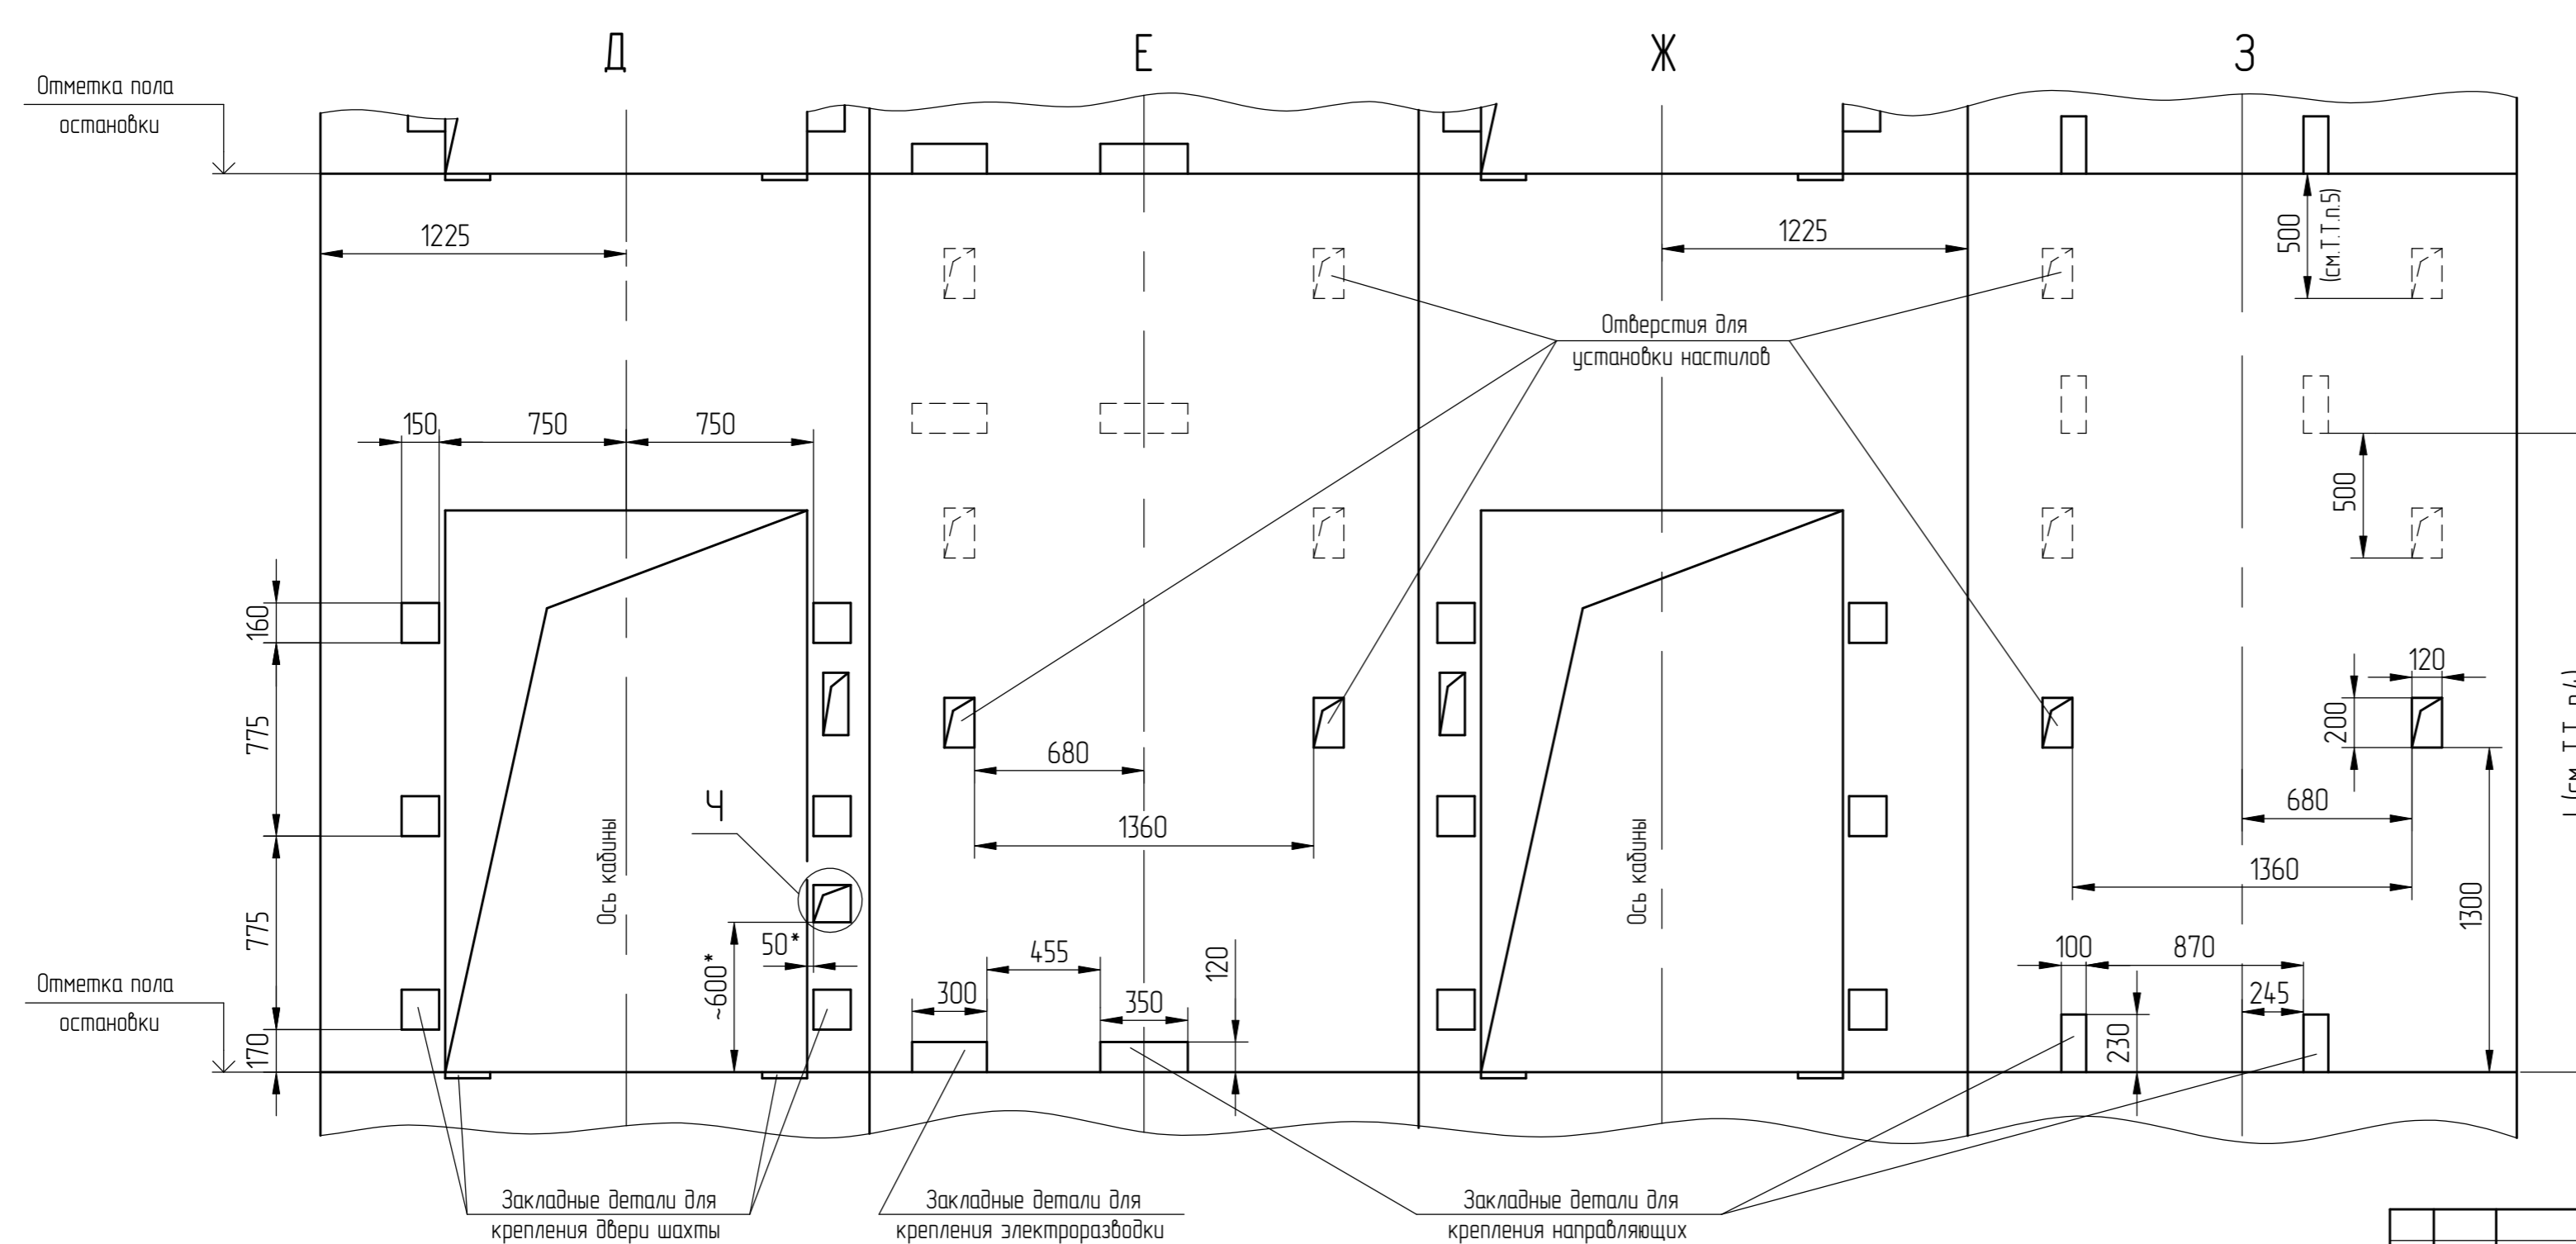 Д
Е
Ж
З
Отметка пола
остановки
1225
1225
500
(см.Т.Т.п.5)
Отверстия для
установки настилов
150
750
750
500
160
775
120
200
Ч
680
1360
680
1360
1300
Ось кабины
Ось кабины
775
50*
~600*
455
120
100
870
300
350
245
230
Отметка пола
остановки
170
Закладные детали для
крепления двери шахты
Закладные детали для
крепления электроразводки
Закладные детали для
крепления направляющих